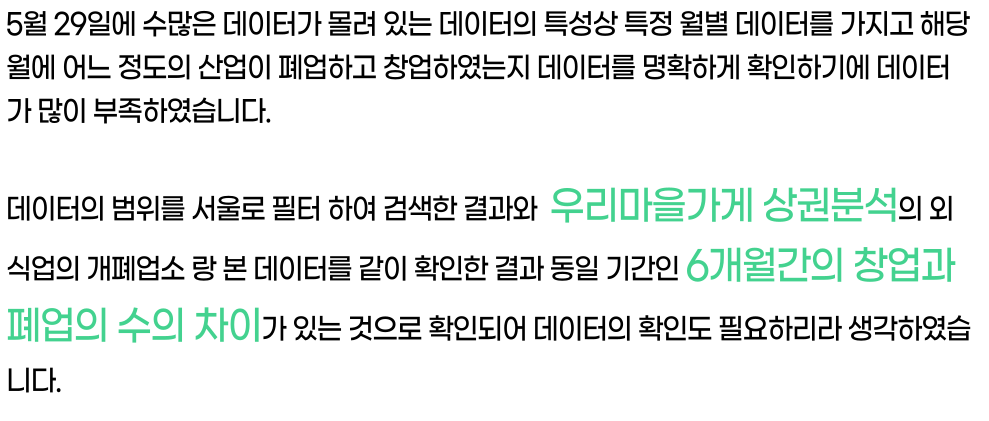 5월 29일에 수많은 데이터가 몰려 있는 데이터의 특성상 특정 월별 데이터를 가지고 해당
월에 어느 정도의 산업이 폐업하고 창업하였는지 데이터를 명확하게 확인하기에 데이터
가 많이 부족하였습니다.
데이터의 범위를 서울로 필터 하여 검색한 결과와 우리마을가게 상권분석의 외
식업의 개폐업소 랑 본 데이터를 같이 확인한 결과 동일 기간인 6개월간의 창업과
폐업의 수의 차이가 있는 것으로 확인되어 데이터의 확인도 필요하리라 생각하였습
니다.